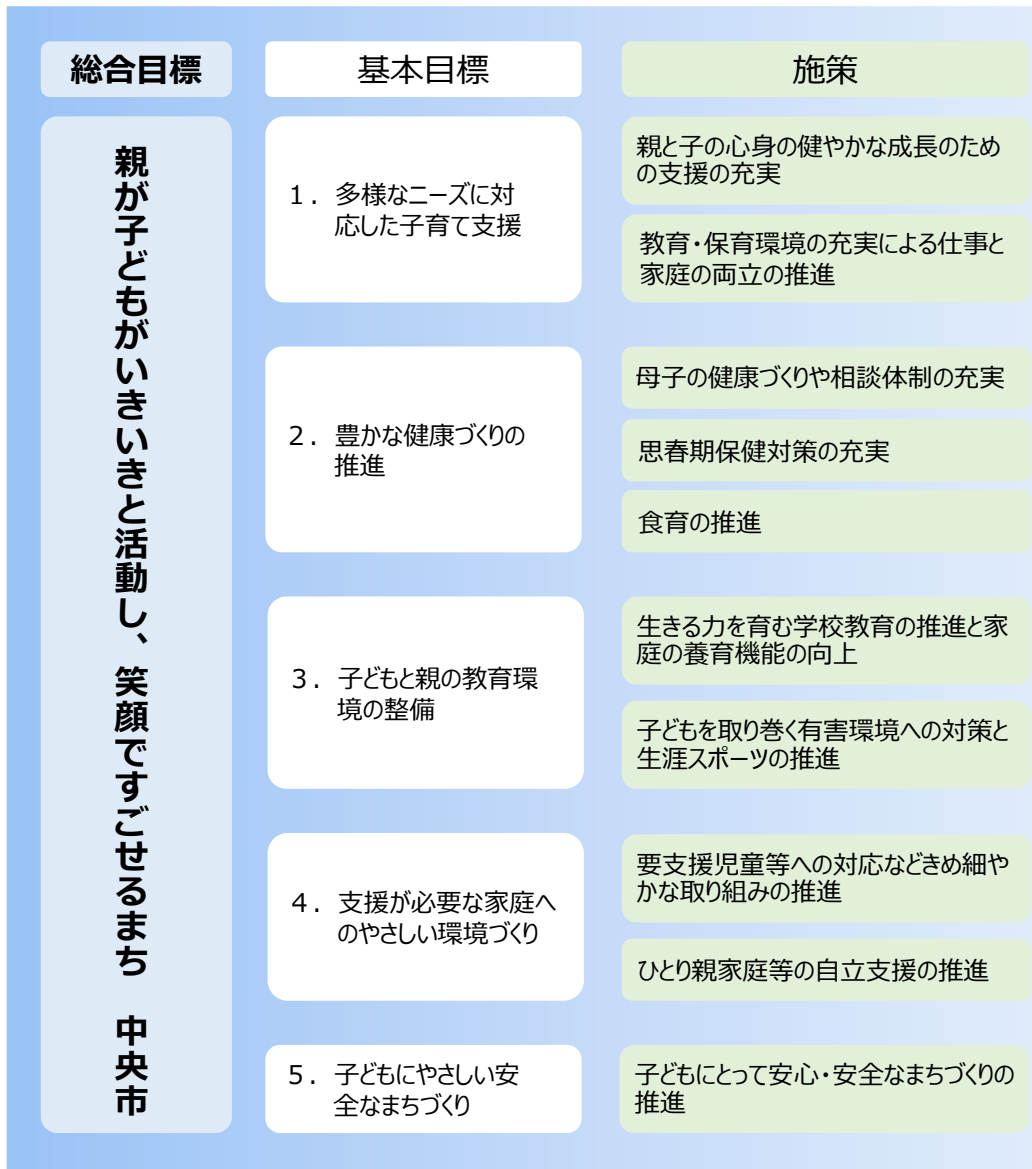 総合目標
基本目標
施策
親が子どもがいきいきと活動し、笑顔ですごせるまち　中央市
１．多様なニーズに対
応した子育て支援
親と子の心身の健やかな成長のため
の支援の充実
教育・保育環境の充実による仕事と
家庭の両立の推進
２．豊かな健康づくりの
推進
母子の健康づくりや相談体制の充実
思春期保健対策の充実
食育の推進
３．子どもと親の教育環
境の整備
生きる力を育む学校教育の推進と家
庭の養育機能の向上
子どもを取り巻く有害環境への対策と
生涯スポーツの推進
４．支援が必要な家庭へ
のやさしい環境づくり
要支援児童等への対応などきめ細や
かな取り組みの推進
ひとり親家庭等の自立支援の推進
５．子どもにやさしい安
全なまちづくり
子どもにとって安心・安全なまちづくりの
推進